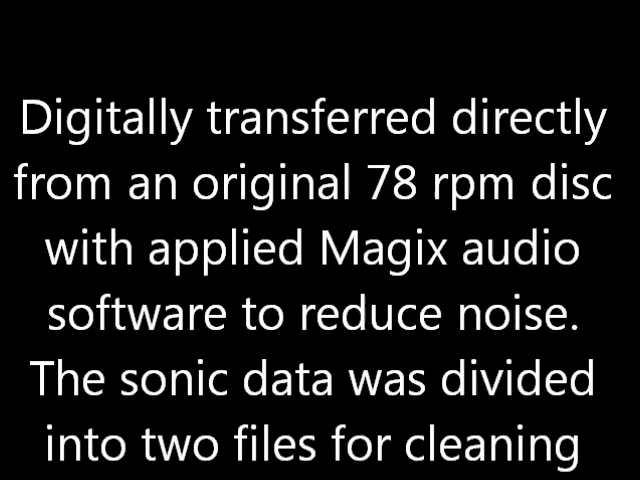 Digitally transferred directly
from an original 78 rpm disc
with applied Magix audio
software to reduce noise.
The sonic data was divided
into two files for cleaning